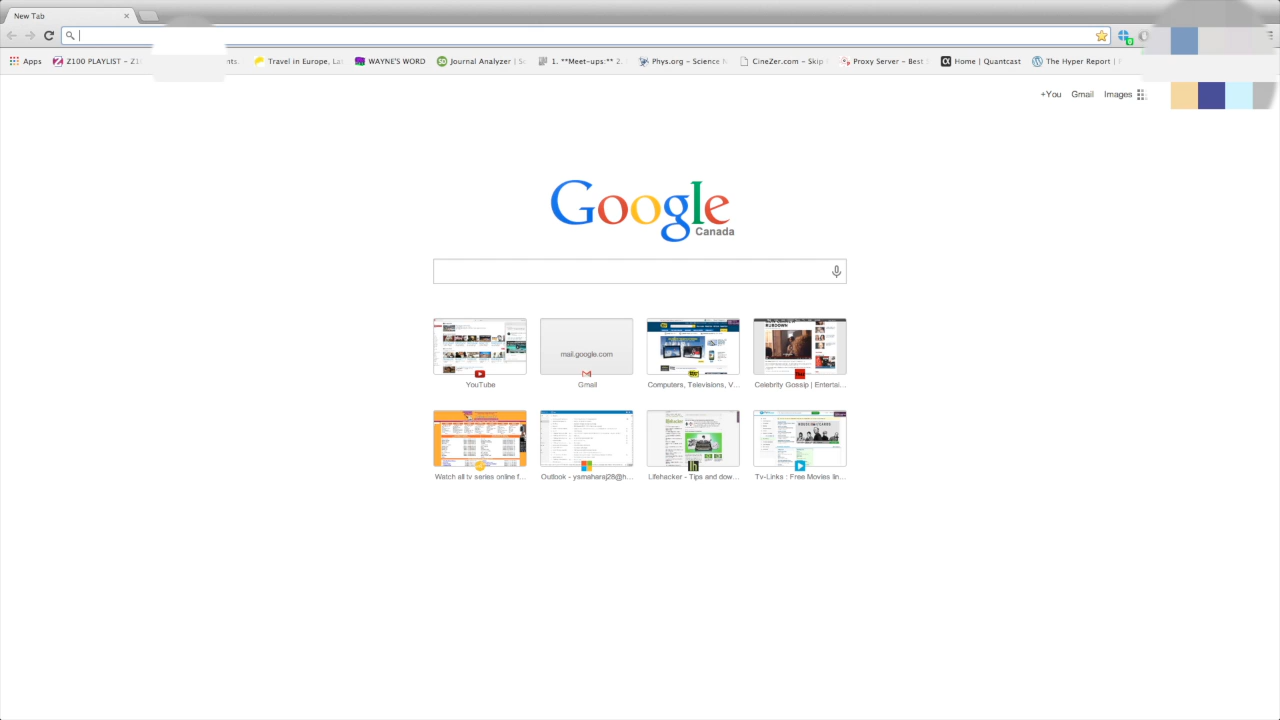 New Tab
Apps Z100 PLAYLIST - Z1 nts. Travel in Europe, La WAYNE'S WORD Journal Analyzer | Sc 1. **Meet-ups:** 2... Phys.org - Science N CineZer.com - Skip Proxy Server - Best Home | Quantcast The Hyper Report |
+You Gmail Images
Google
Canada
mail.google.com
YouTube Gmail Computers, Televisions, V... Celebrity Gossip | Entertai...
Watch all tv series online f... Outlook - ysmaharaj28@h... Lifehacker - Tips and dow... Tv-Links : Free Movies lin...